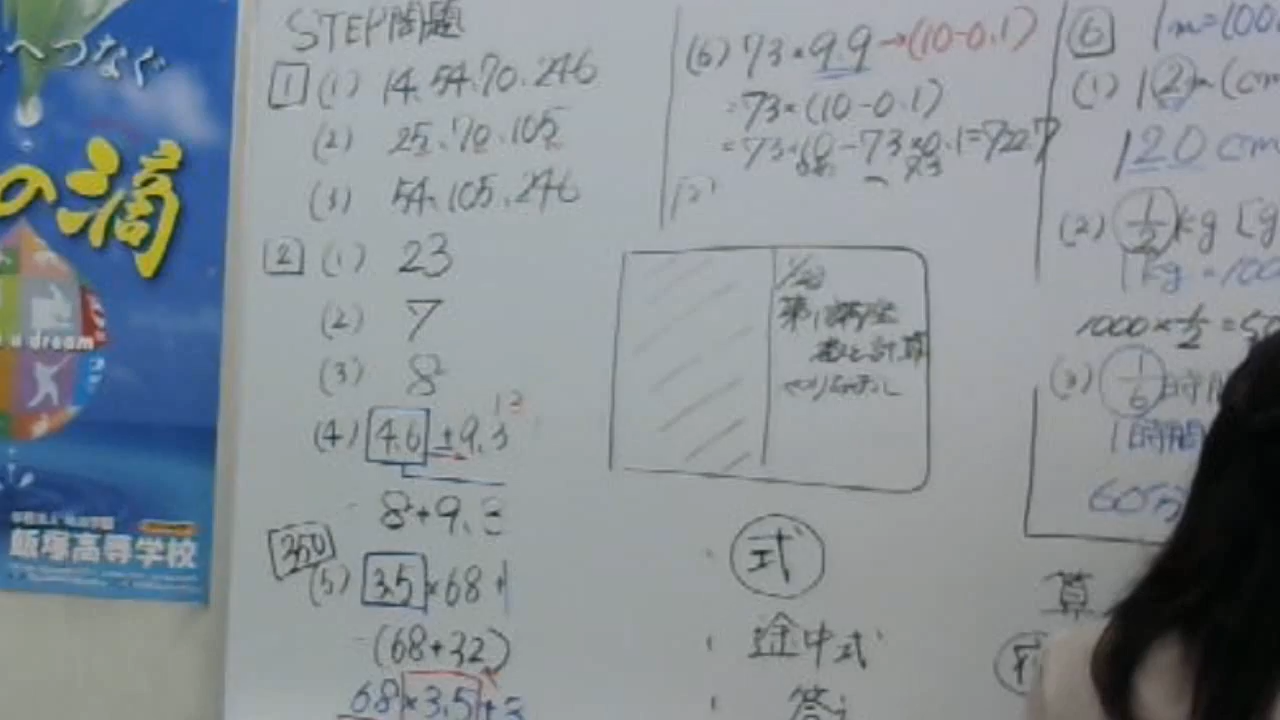 へつなぐ
の滴
a dream
飯塚高等学校
STEP問題
1 (1) 14.54.70.246
(2) 25.70.105
(3) 54.105.246
2 (1) 23
(2) 7
(3) 8
(4) 4.6 + 9.3
8+9.3
350
(5) 3.5×68+
(68+32)
68×3.5+3
(6) 73×9.9→(10-0.1)
=73×(10-0.1)
=73×10-73×0.1=722.7
1/28
数と計算
式
途中式
答え
6 1m=100
(1) 1.2m(cm
120cm
(2) 1/2 kg [g
1kg=100
1000×1/2=50
(3) 1/6 時間
1時間
60分
算